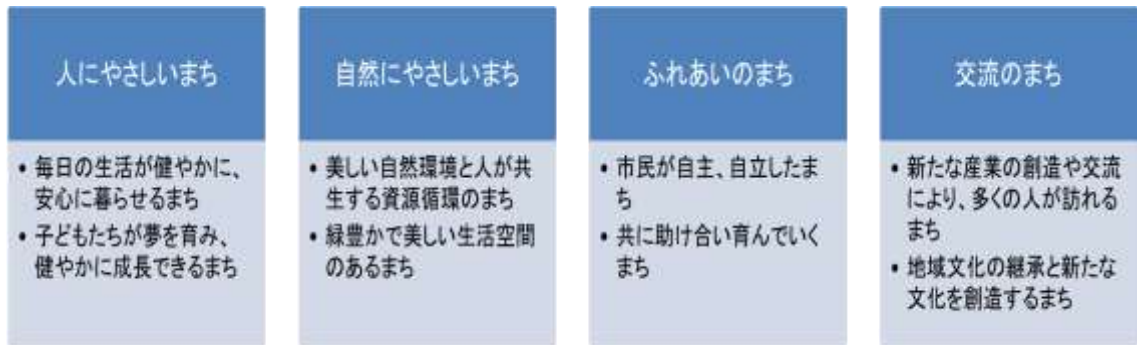 人にやさしいまち
• 毎日の生活が健やかに、
安心に暮らせるまち
• 子どもたちが夢を育み、
健やかに成長できるまち
自然にやさしいまち
• 美しい自然環境と人が共
生する資源循環のまち
• 緑豊かで美しい生活空間
のあるまち
ふれあいのまち
• 市民が自主、自立したま
ち
• 共に助け合い育んでいく
まち
交流のまち
• 新たな産業の創造や交流
により、多くの人が訪れる
まち
• 地域文化の継承と新たな
文化を創造するまち